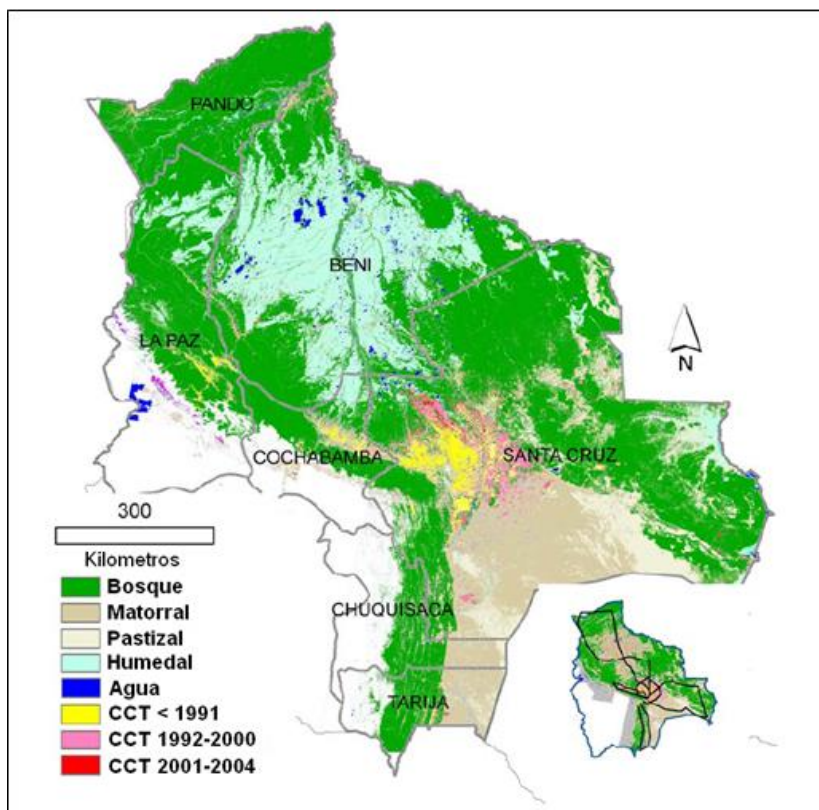 PANDO
BENI
LA PAZ
N
COCHABAMBA
SANTA CRUZ
300
Kilometros
Bosque
Matorral
Pastizal
Humedal
Agua
CCT < 1991
CCT 1992-2000
CCT 2001-2004
CHUQUISACA
TARIJA